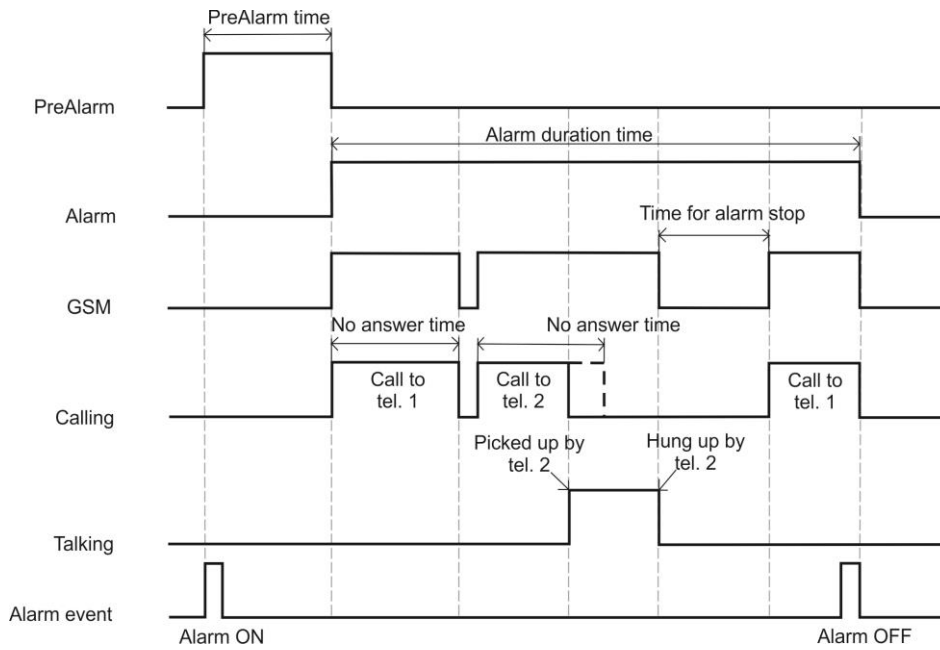 PreAlarm time
PreAlarm
Alarm duration time
Alarm
Time for alarm stop
GSM
No answer time
No answer time
Call to
tel. 1
Call to
tel. 2
Call to
tel. 1
Calling
Picked up by
tel. 2
Hung up by
tel. 2
Talking
Alarm event
Alarm ON
Alarm OFF